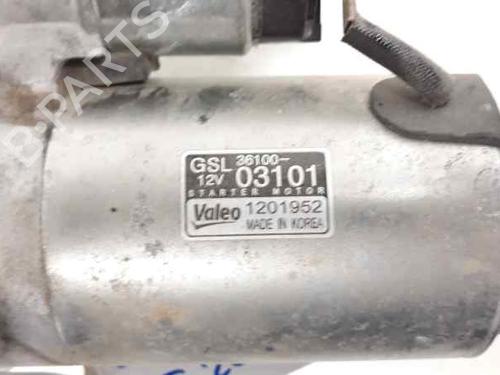 B-PARTS
GSL 36100-
12V 03101
STARTER MOTOR
Valeo 1201952
MADE IN KOREA